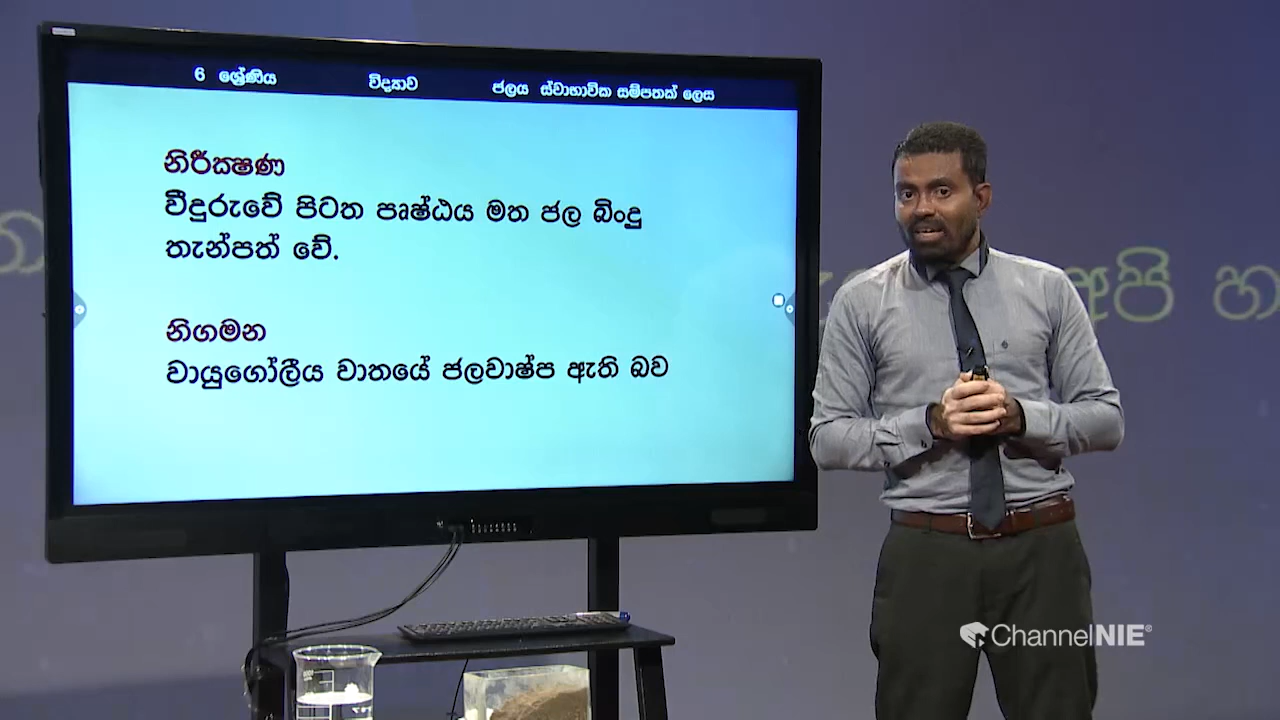 6 ශ්‍රේණිය විද්‍යාව ජලය ස්වාභාවික සම්පතක් ලෙස
නිරීක්ෂණ
වීදුරුවේ පිටත පෘෂ්ඨය මත ජල බිංදු
තැන්පත් වේ.
නිගමන
වායුගෝලීය වාතයේ ජලවාෂ්ප ඇති බව
අපි හ
ChannelNIE®